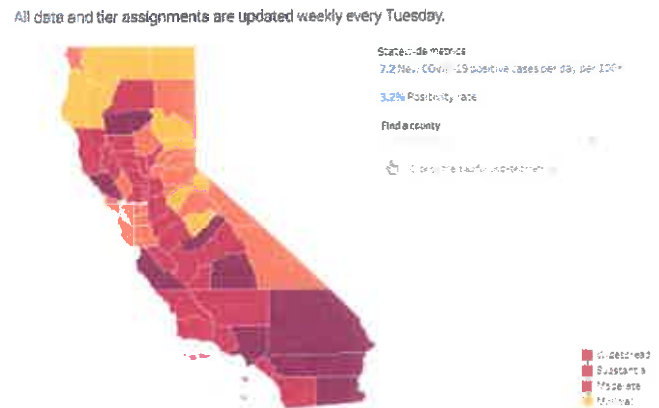 All data and tier assignments are updated weekly every Tuesday.
Statewide metrics
7.2 New COVID-19 positive cases per day per 100K
3.2% Positivity rate
Find a county
Widespread
Substantial
Moderate
Minimal